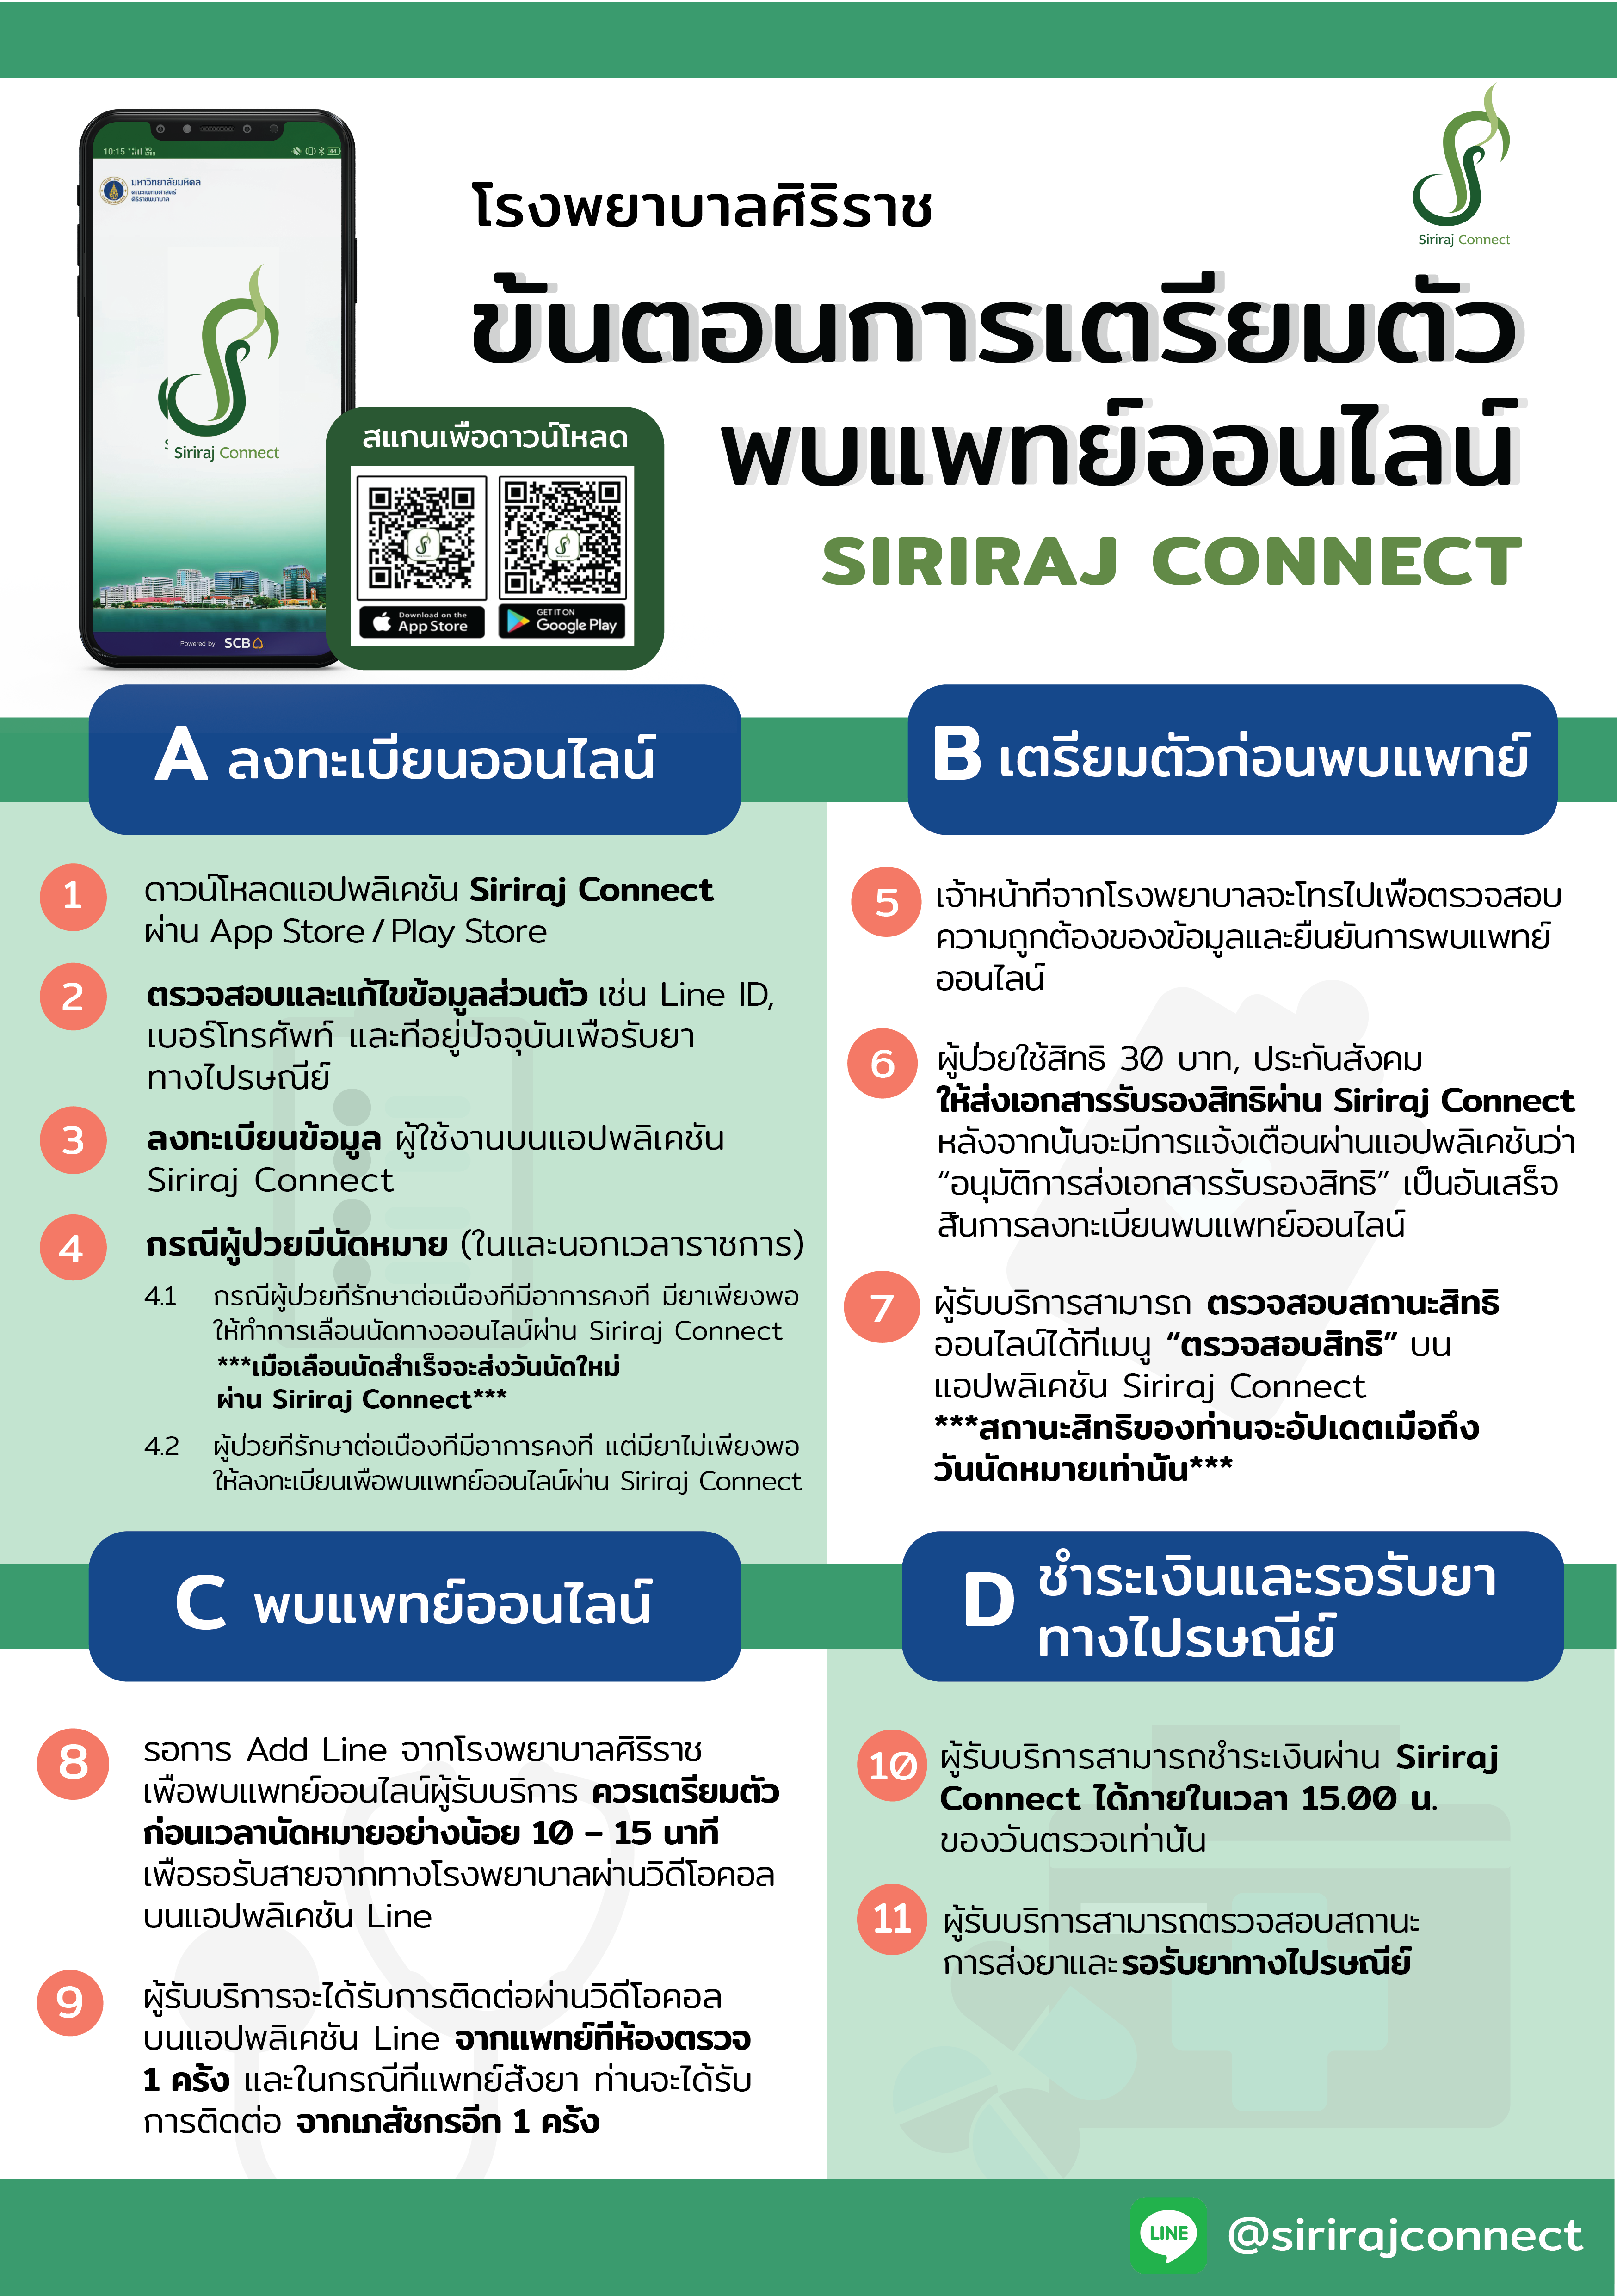 10:15
มหาวิทยาลัยมหิดล
คณะแพทยศาสตร์
ศิริราชพยาบาล
Siriraj Connect
Powered by SCB
Siriraj Connect
โรงพยาบาลศิริราช
ขั้นตอนการเตรียมตัว
พบแพทย์ออนไลน์
SIRIRAJ CONNECT
สแกนเพื่อดาวน์โหลด
Download on the
App Store
GET IT ON
Google Play
A ลงทะเบียนออนไลน์
1 ดาวน์โหลดแอปพลิเคชัน Siriraj Connect
ผ่าน App Store / Play Store
2 ตรวจสอบและแก้ไขข้อมูลส่วนตัว เช่น Line ID,
เบอร์โทรศัพท์ และที่อยู่ปัจจุบันเพื่อรับยา
ทางไปรษณีย์
3 ลงทะเบียนข้อมูล ผู้ใช้งานบนแอปพลิเคชัน
Siriraj Connect
4 กรณีผู้ป่วยมีนัดหมาย (ในและนอกเวลาราชการ)
4.1 กรณีผู้ป่วยที่รักษาต่อเนื่องที่มีอาการคงที่ มียาเพียงพอ
ให้ทำการเลื่อนนัดทางออนไลน์ผ่าน Siriraj Connect
***เมื่อเลื่อนนัดสำเร็จจะส่งวันนัดใหม่
ผ่าน Siriraj Connect***
4.2 ผู้ป่วยที่รักษาต่อเนื่องที่มีอาการคงที่ แต่มียาไม่เพียงพอ
ให้ลงทะเบียนเพื่อพบแพทย์ออนไลน์ผ่าน Siriraj Connect
B เตรียมตัวก่อนพบแพทย์
5 เจ้าหน้าที่จากโรงพยาบาลจะโทรไปเพื่อตรวจสอบ
ความถูกต้องของข้อมูลและยืนยันการพบแพทย์
ออนไลน์
6 ผู้ป่วยใช้สิทธิ 30 บาท, ประกันสังคม
ให้ส่งเอกสารรับรองสิทธิผ่าน Siriraj Connect
หลังจากนั้นจะมีการแจ้งเตือนผ่านแอปพลิเคชันว่า
“อนุมัติการส่งเอกสารรับรองสิทธิ” เป็นอันเสร็จ
สิ้นการลงทะเบียนพบแพทย์ออนไลน์
7 ผู้รับบริการสามารถ ตรวจสอบสถานะสิทธิ
ออนไลน์ได้ที่เมนู “ตรวจสอบสิทธิ” บน
แอปพลิเคชัน Siriraj Connect
***สถานะสิทธิของท่านจะอัปเดตเมื่อถึง
วันนัดหมายเท่านั้น***
C พบแพทย์ออนไลน์
8 รอการ Add Line จากโรงพยาบาลศิริราช
เพื่อพบแพทย์ออนไลน์ผู้รับบริการ ควรเตรียมตัว
ก่อนเวลานัดหมายอย่างน้อย 10 – 15 นาที
เพื่อรอรับสายจากทางโรงพยาบาลผ่านวิดีโอคอล
บนแอปพลิเคชัน Line
9 ผู้รับบริการจะได้รับการติดต่อผ่านวิดีโอคอล
บนแอปพลิเคชัน Line จากแพทย์ที่ห้องตรวจ
1 ครั้ง และในกรณีที่แพทย์สั่งยา ท่านจะได้รับ
การติดต่อ จากเภสัชกรอีก 1 ครั้ง
D ชำระเงินและรอรับยา
ทางไปรษณีย์
10 ผู้รับบริการสามารถชำระเงินผ่าน Siriraj
Connect ได้ภายในเวลา 15.00 น.
ของวันตรวจเท่านั้น
11 ผู้รับบริการสามารถตรวจสอบสถานะ
การส่งยาและ รอรับยาทางไปรษณีย์
LINE @sirirajconnect